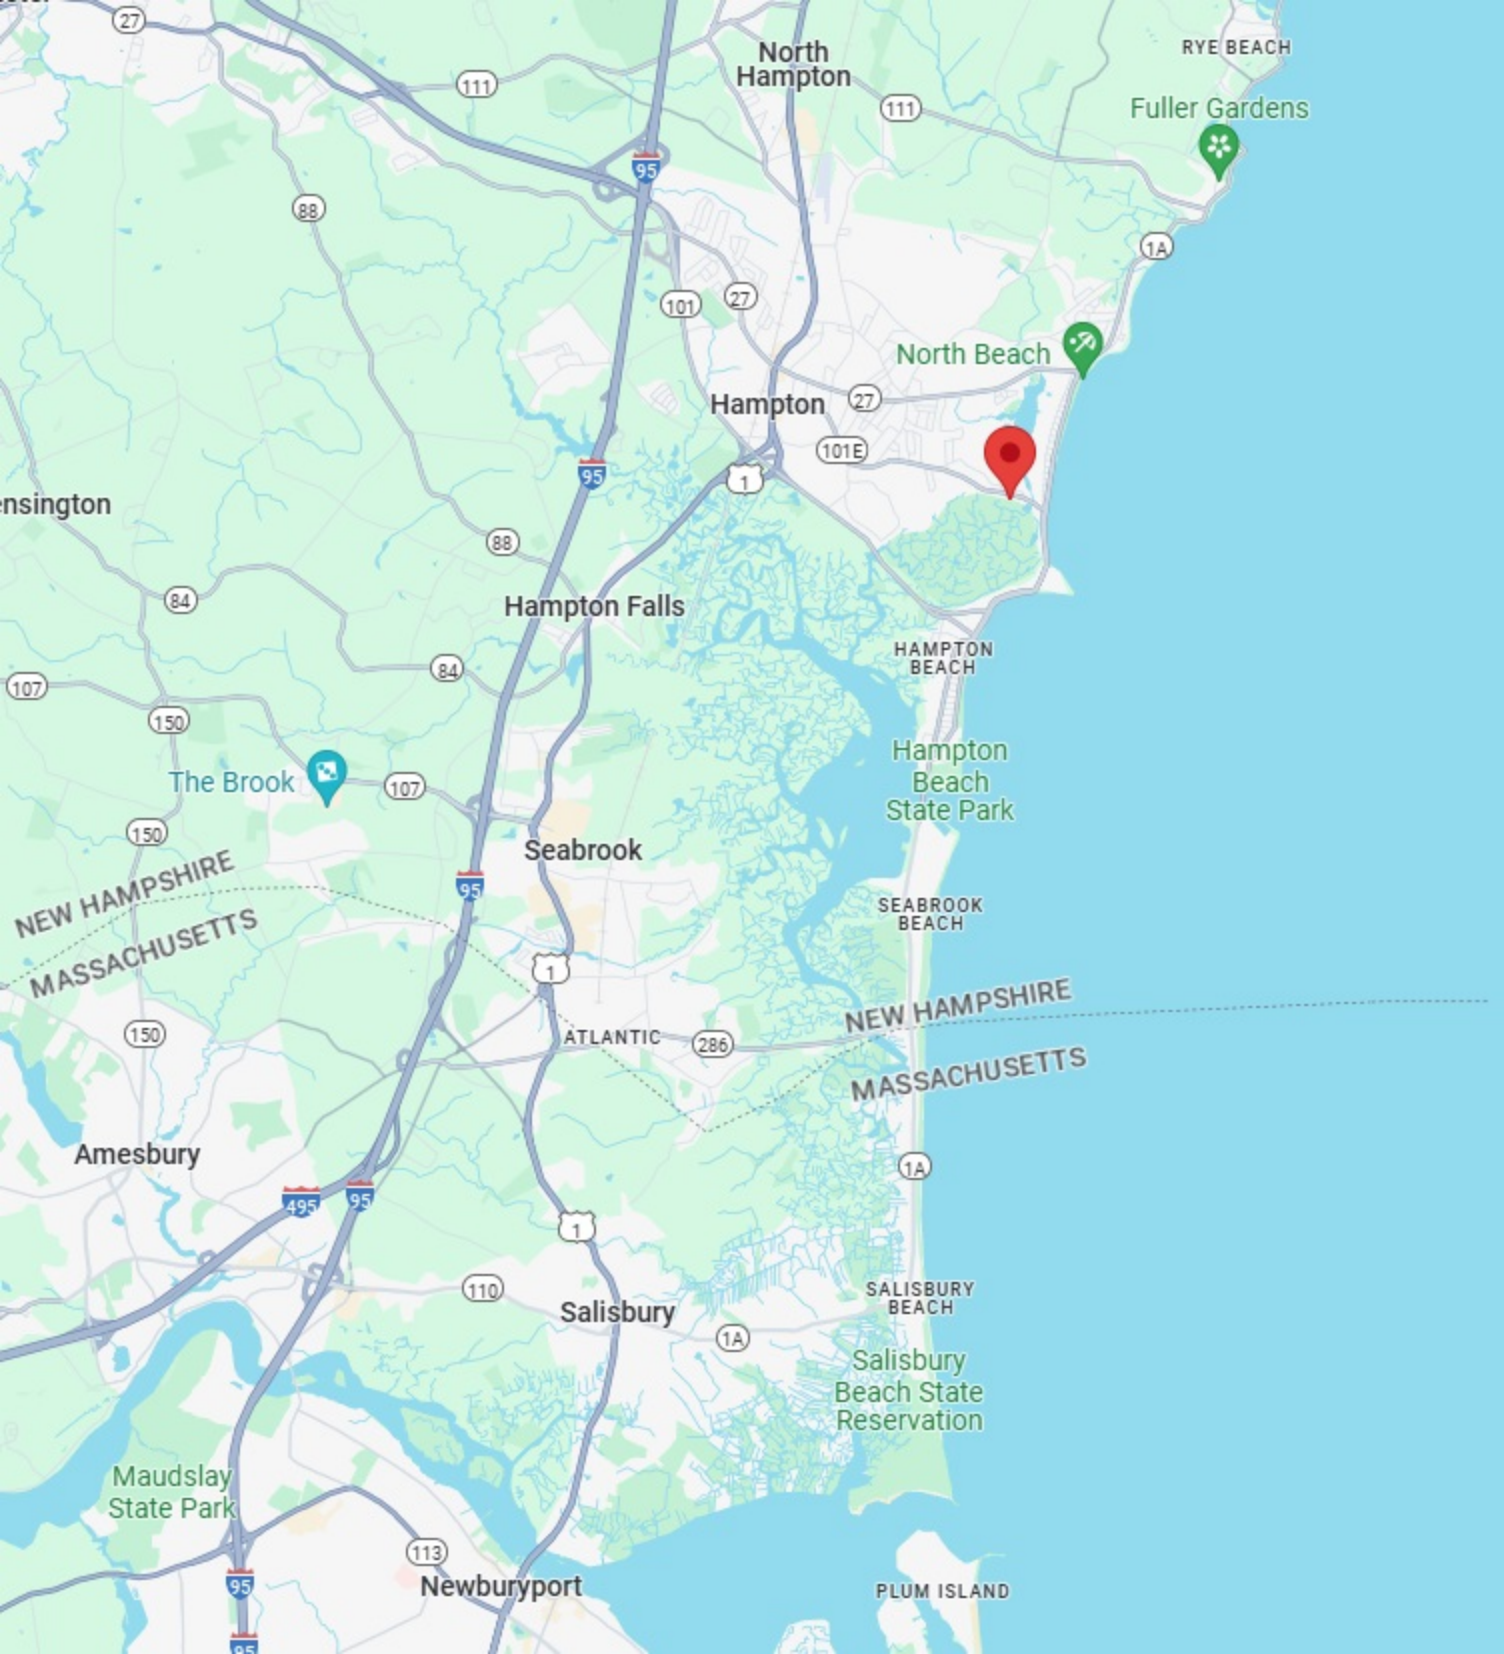 27
North
Hampton
RYE BEACH
111
111
Fuller Gardens
95
88
1A
101
27
North Beach
Hampton
27
101E
95
1
ensington
88
84
Hampton Falls
HAMPTON
BEACH
84
107
150
Hampton
Beach
State Park
The Brook
107
150
Seabrook
NEW HAMPSHIRE
MASSACHUSETTS
95
SEABROOK
BEACH
1
NEW HAMPSHIRE
MASSACHUSETTS
150
ATLANTIC
286
Amesbury
1A
495
95
1
110
SALISBURY
BEACH
Salisbury
1A
Salisbury
Beach State
Reservation
Maudslay
State Park
113
95
Newburyport
PLUM ISLAND
95